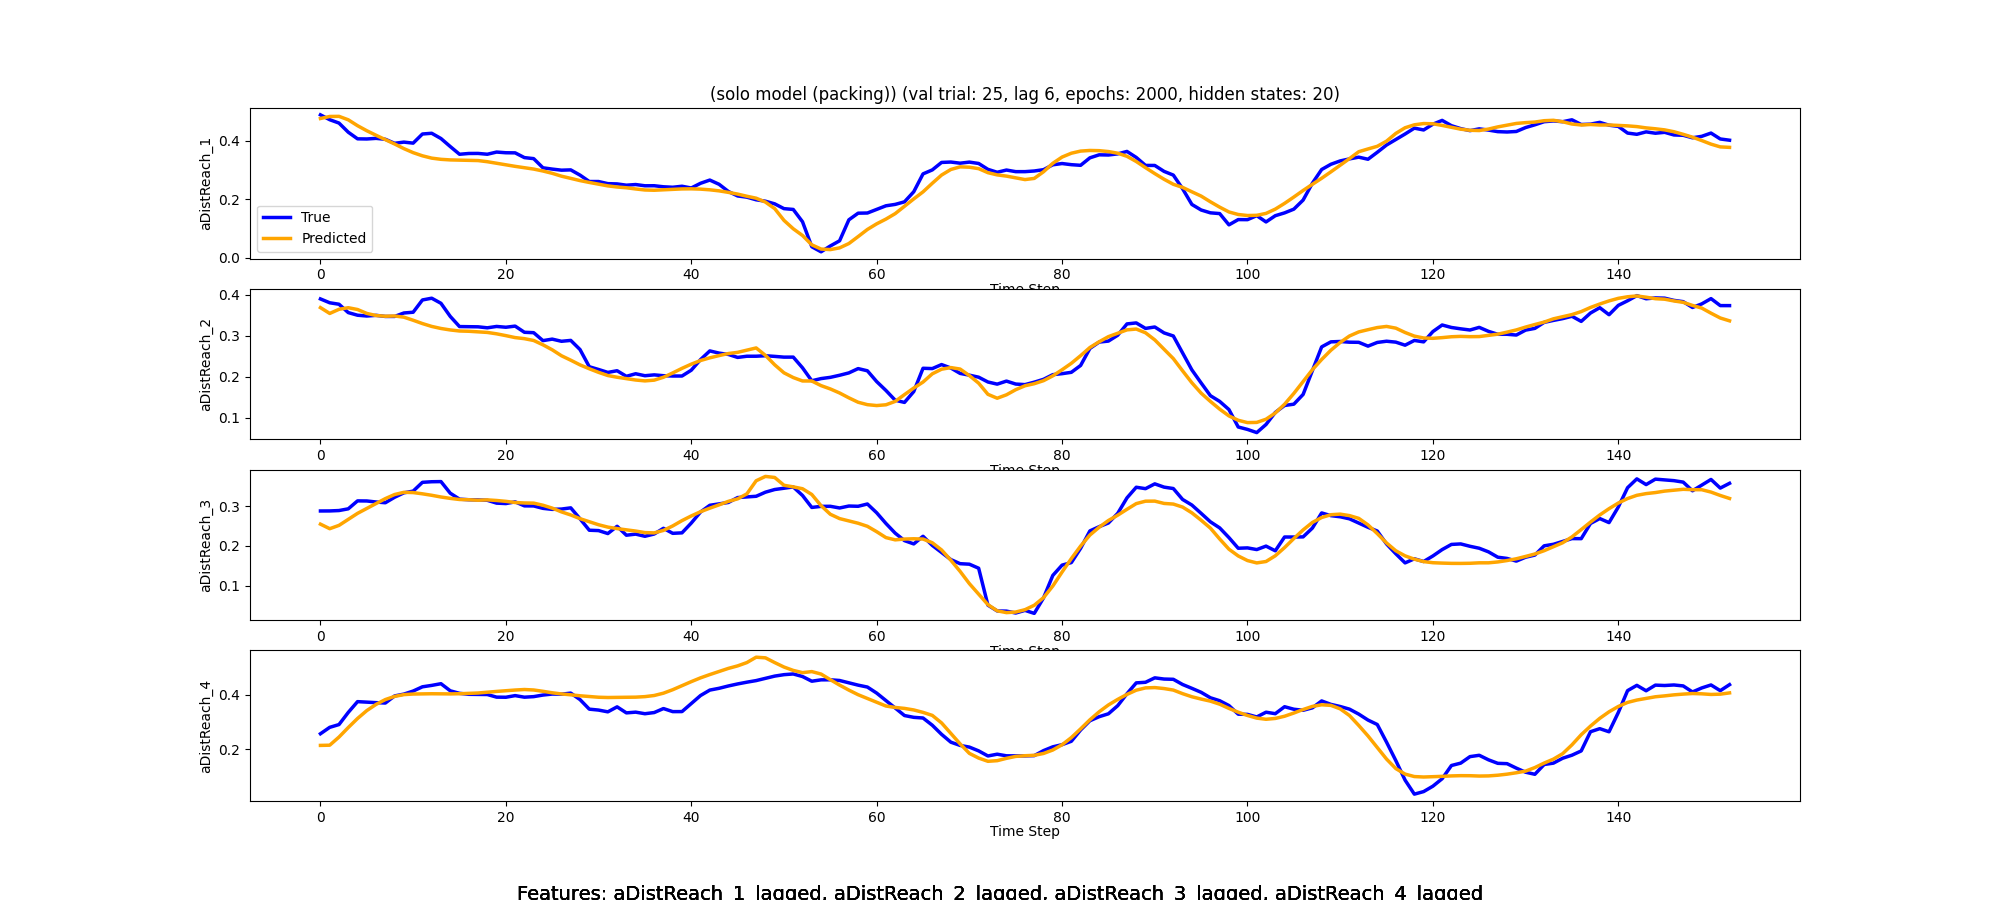 (solo model (packing)) (val trial: 25, lag 6, epochs: 2000, hidden states: 20)
aDistReach_1
0.4
0.2
0.0
True
Predicted
0 20 40 60 80 100 120 140
Time Step
aDistReach_2
0.4
0.3
0.2
0.1
0 20 40 60 80 100 120 140
Time Step
aDistReach_3
0.3
0.2
0.1
0 20 40 60 80 100 120 140
Time Step
aDistReach_4
0.4
0.2
0 20 40 60 80 100 120 140
Time Step
Features: aDistReach_1_lagged, aDistReach_2_lagged, aDistReach_3_lagged, aDistReach_4_lagged